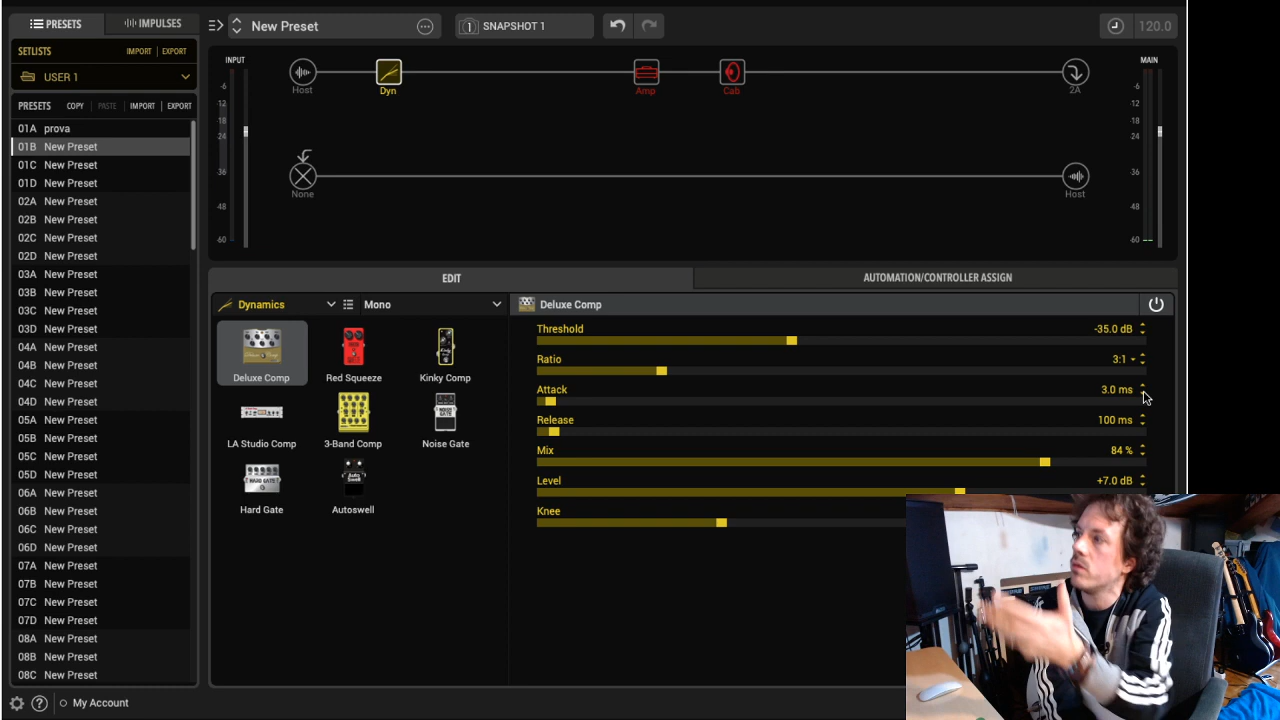 PRESETS
IMPULSES
New Preset
SNAPSHOT 1
120.0
SETLISTS IMPORT | EXPORT
USER 1
PRESETS COPY PASTE IMPORT EXPORT
01A prova
01B New Preset
01C New Preset
01D New Preset
02A New Preset
02B New Preset
02C New Preset
02D New Preset
03A New Preset
03B New Preset
03C New Preset
03D New Preset
04A New Preset
04B New Preset
04C New Preset
04D New Preset
05A New Preset
05B New Preset
05C New Preset
05D New Preset
06A New Preset
06B New Preset
06C New Preset
06D New Preset
07A New Preset
07B New Preset
07C New Preset
07D New Preset
08A New Preset
08B New Preset
08C New Preset
My Account
INPUT
-6
-12
-18
-24
-36
-48
-60
Host
Dyn
Amp
Cab
2A
None
Host
MAIN
-6
-12
-18
-24
-36
-48
-60
EDIT
AUTOMATION/CONTROLLER ASSIGN
Dynamics
Mono
Deluxe Comp
Red Squeeze
Kinky Comp
LA Studio Comp
3-Band Comp
Noise Gate
Hard Gate
Autoswell
Deluxe Comp
Threshold -35.0 dB
Ratio 3:1
Attack 3.0 ms
Release 100 ms
Mix 84 %
Level +7.0 dB
Knee